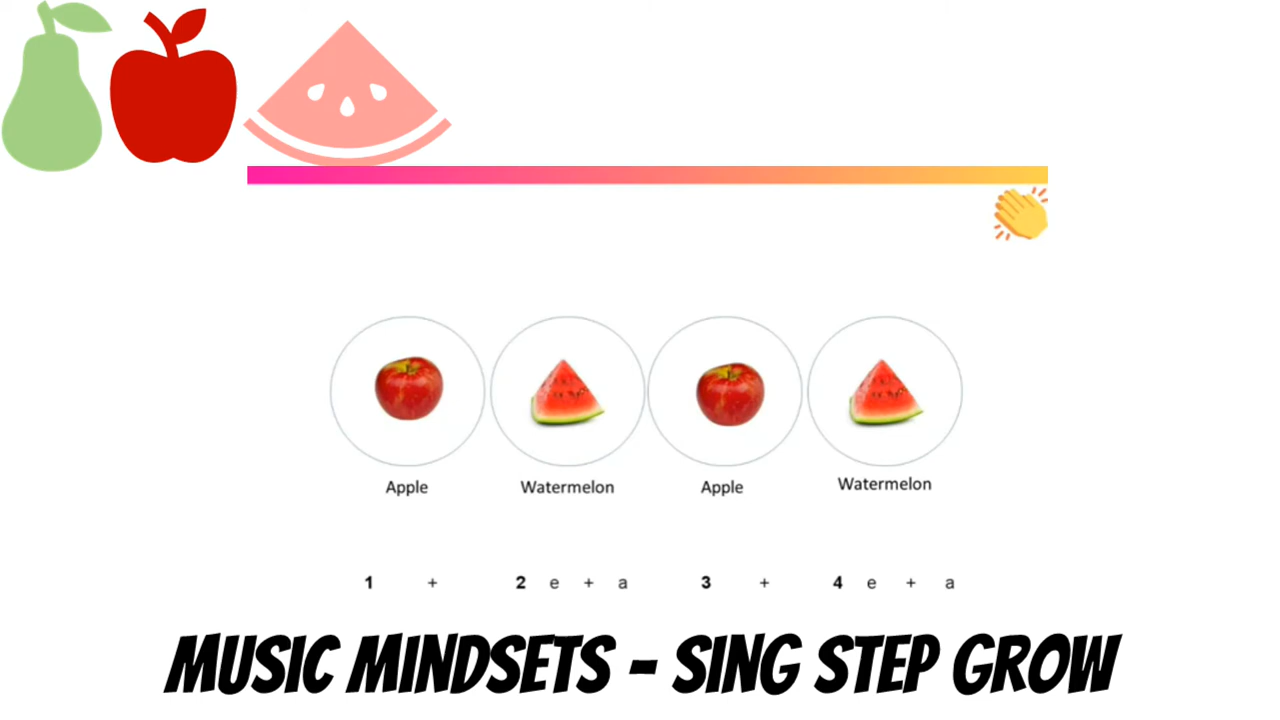 Apple Watermelon Apple Watermelon
1 + 2 e + a 3 + 4 e + a
MUSIC MINDSETS - SING STEP GROW